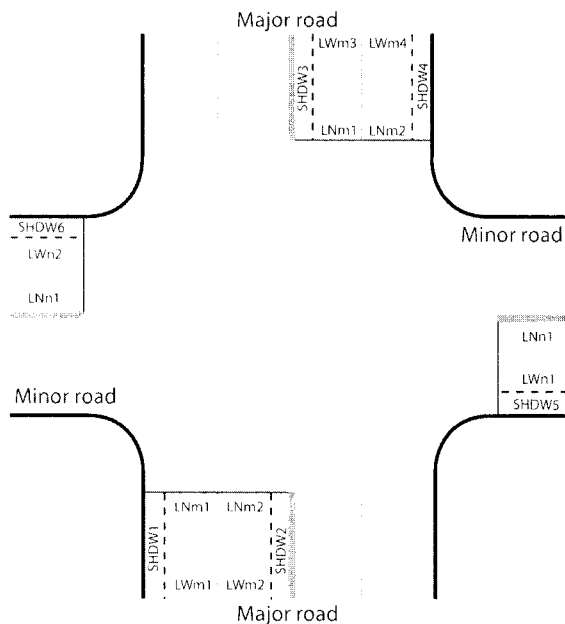 Major road
LWm3 LWm4
SHDW3
SHDW4
LNm1 LNm2
SHDW6
LWn2
LNn1
Minor road
LNn1
LWn1
SHDW5
Minor road
LNm1 LNm2
SHDW1
SHDW2
LWm1 LWm2
Major road